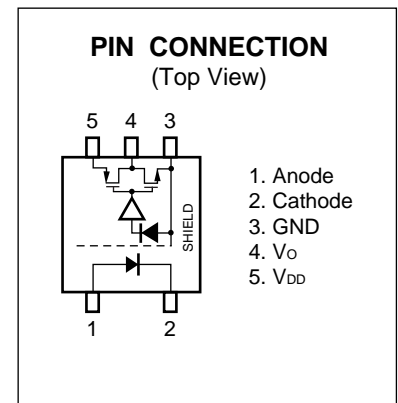 PIN CONNECTION
(Top View)
5 4 3
SHIELD
1 2
1. Anode
2. Cathode
3. GND
4. VO
5. VDD